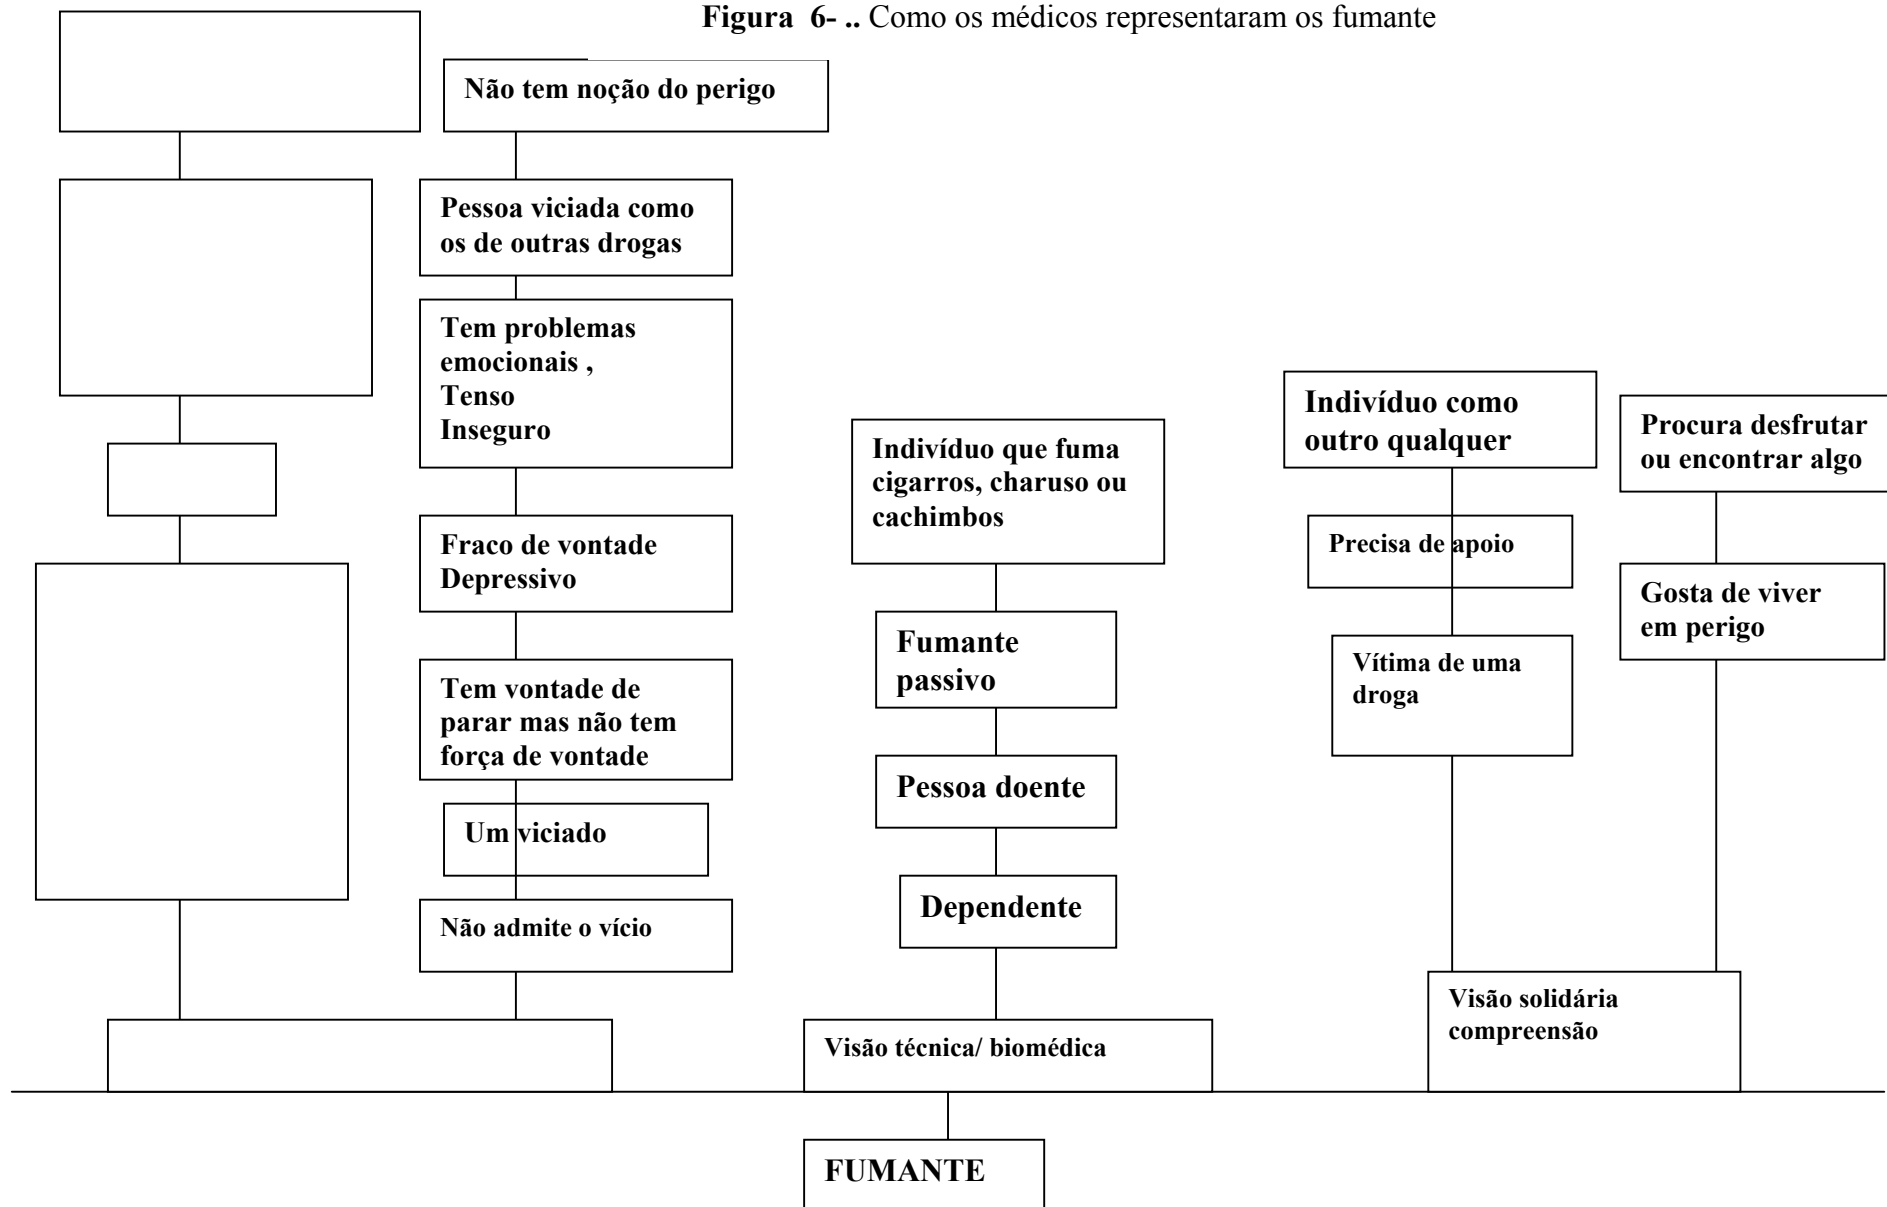 Figura 6- .. Como os médicos representaram os fumante
Não tem noção do perigo
Pessoa viciada como
os de outras drogas
Tem problemas
emocionais ,
Tenso
Inseguro
Fraco de vontade
Depressivo
Tem vontade de
parar mas não tem
força de vontade
Um viciado
Não admite o vício
Indivíduo que fuma
cigarros, charuso ou
cachimbos
Fumante
passivo
Pessoa doente
Dependente
Visão técnica/ biomédica
Indivíduo como
outro qualquer
Precisa de apoio
Vítima de uma
droga
Procura desfrutar
ou encontrar algo
Gosta de viver
em perigo
Visão solidária
compreensão
FUMANTE